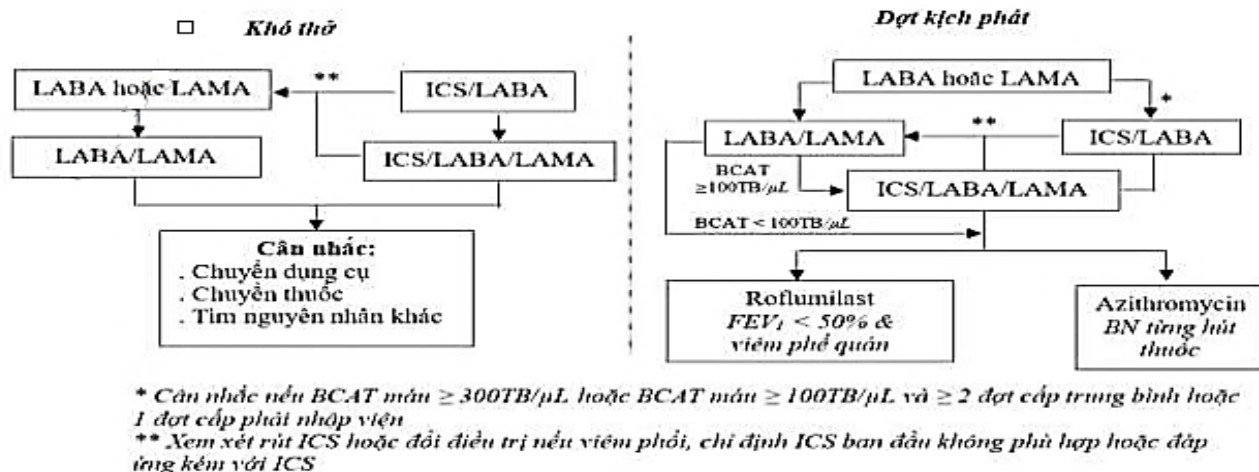 Khó thở
LABA hoặc LAMA
**
ICS/LABA
LABA/LAMA
ICS/LABA/LAMA
Cân nhắc:
. Chuyển dụng cụ
. Chuyển thuốc
. Tìm nguyên nhân khác
Đợt kịch phát
LABA hoặc LAMA
*
LABA/LAMA
**
ICS/LABA
BCAT
≥100TB/µL
ICS/LABA/LAMA
BCAT < 100TB/µL
Roflumilast
FEV₁ < 50% &
viêm phế quản
Azithromycin
BN từng hút
thuốc
* Cân nhắc nếu BCAT máu ≥ 300TB/µL hoặc BCAT máu ≥ 100TB/µL và ≥ 2 đợt cấp trung bình hoặc
1 đợt cấp phải nhập viện
** Xem xét rút ICS hoặc đổi điều trị nếu viêm phổi, chỉ định ICS ban đầu không phù hợp hoặc đáp
ứng kém với ICS